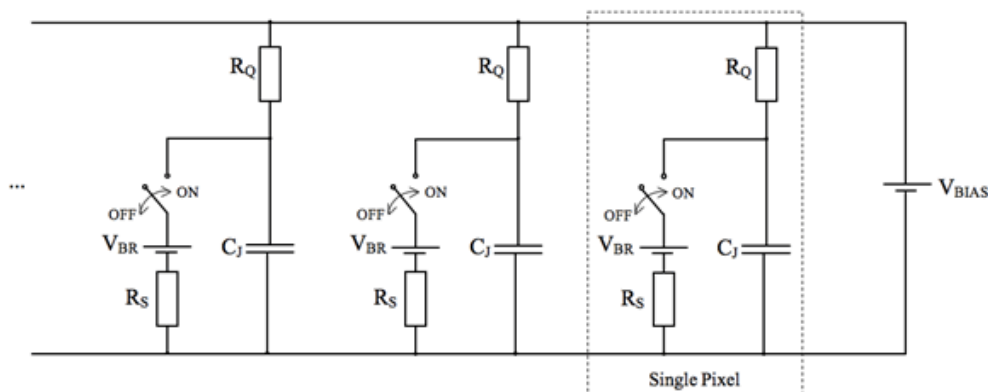 R_Q
R_Q
R_Q
...
ON
OFF
V_BR
C_J
R_S
ON
OFF
V_BR
C_J
R_S
ON
OFF
V_BR
C_J
R_S
V_BIAS
Single Pixel